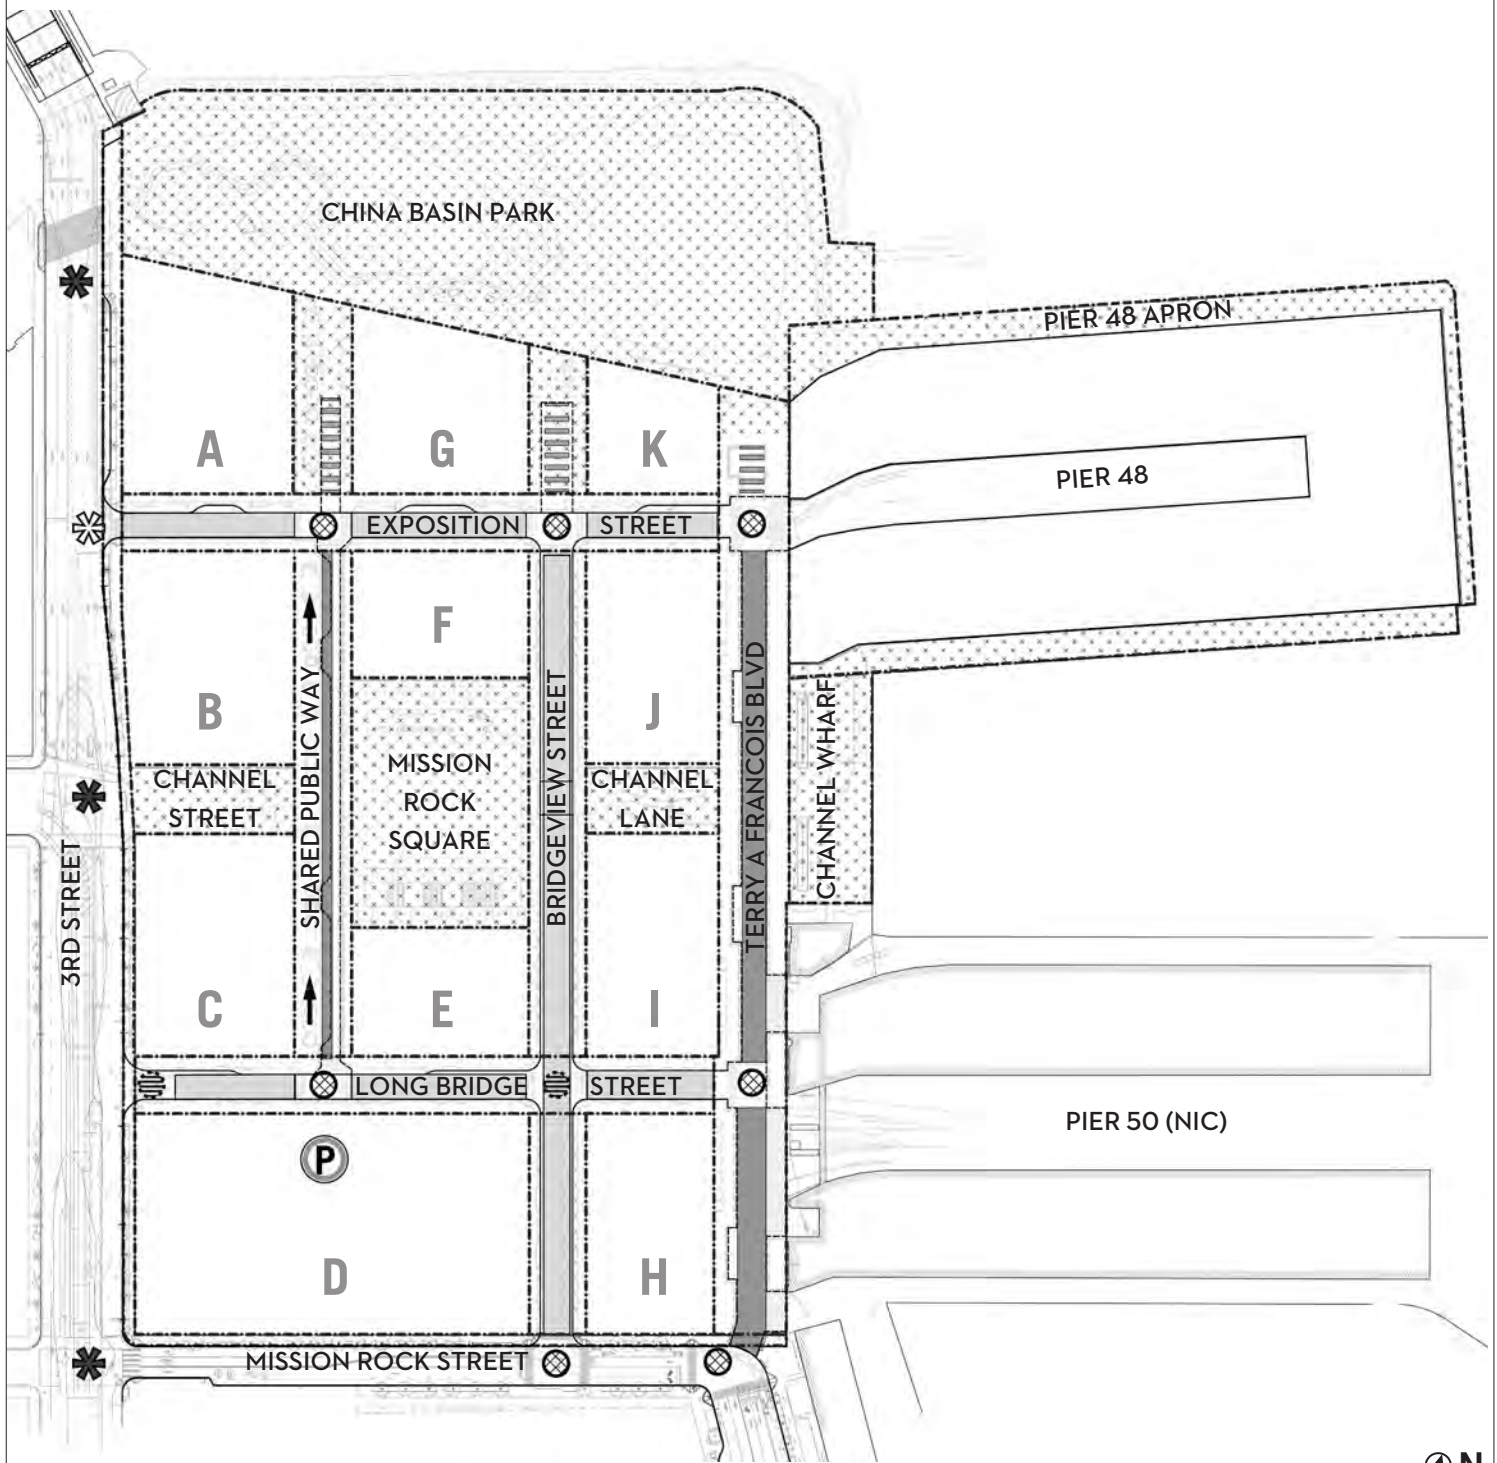 CHINA BASIN PARK
PIER 48 APRON
A
G
K
PIER 48
EXPOSITION STREET
F
B
SHARED PUBLIC WAY
BRIDGEVIEW STREET
J
TERRY A FRANCOIS BLVD
CHANNEL WHARF
CHANNEL
STREET
MISSION
ROCK
SQUARE
CHANNEL
LANE
3RD STREET
C
E
I
LONG BRIDGE STREET
PIER 50 (NIC)
P
D
H
MISSION ROCK STREET
N